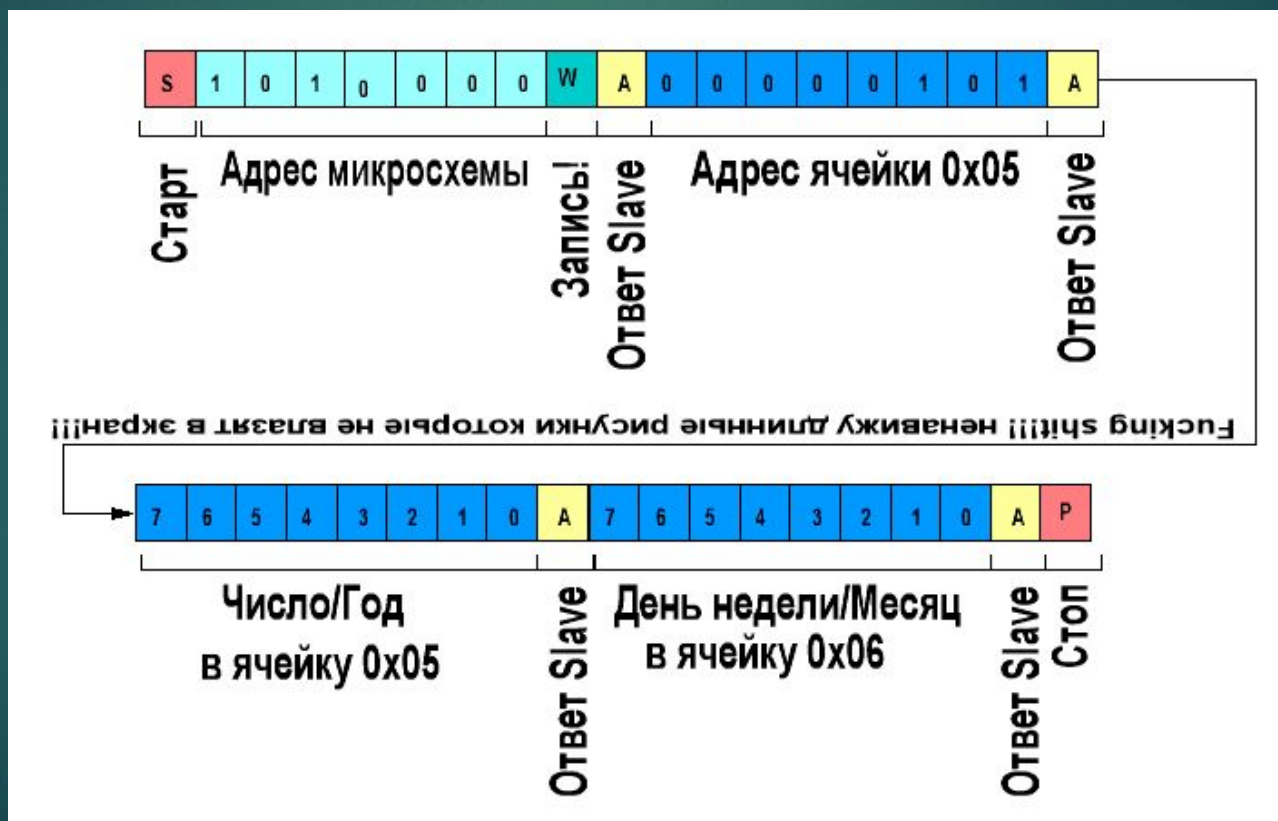 S 1 0 1 0 0 0 0 W A 0 0 0 0 0 1 0 1 A
Старт
Адрес микросхемы
Запись!
Ответ Slave
Адрес ячейки 0x05
Ответ Slave
Fucking shit!!! ненавижу длинные рисунки которые не влазят в экран!!!
7 6 5 4 3 2 1 0 A 7 6 5 4 3 2 1 0 A P
Число/Год
в ячейку 0x05
Ответ Slave
День недели/Месяц
в ячейку 0x06
Ответ Slave
Стоп